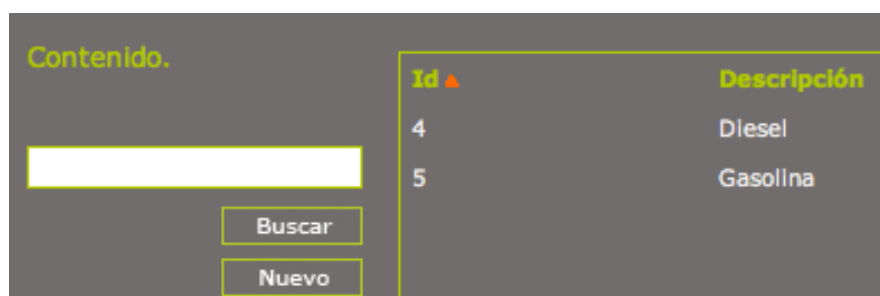 Contenido.
Buscar
Nuevo
Id Descripción
4 Diesel
5 Gasolina